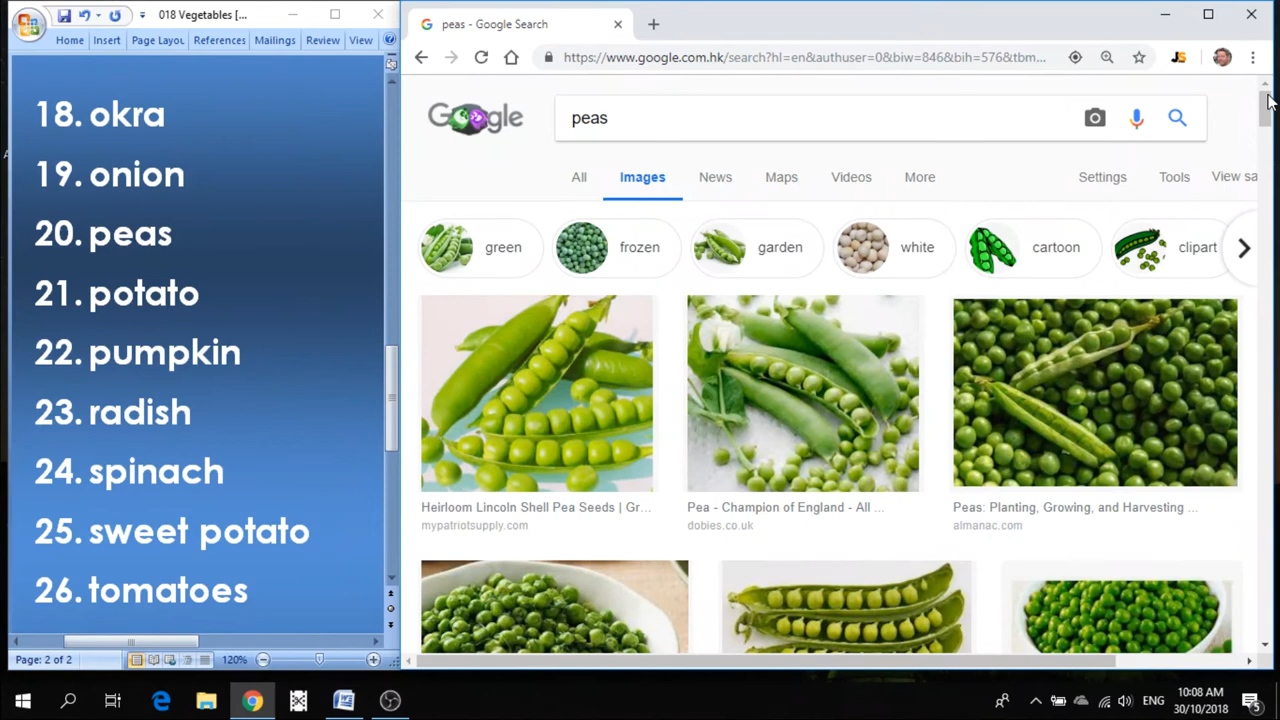 018 Vegetables [...
Home Insert Page Layou References Mailings Review View
18. okra
19. onion
20. peas
21. potato
22. pumpkin
23. radish
24. spinach
25. sweet potato
26. tomatoes
Page: 2 of 2 120%
peas - Google Search
https://www.google.com.hk/search?hl=en&authuser=0&biw=846&bih=576&tbm...
JS
Google
peas
All Images News Maps Videos More Settings Tools View sa
green frozen garden white cartoon clipart
Heirloom Lincoln Shell Pea Seeds | Gr...
mypatriotsupply.com
Pea - Champion of England - All ...
dobies.co.uk
Peas: Planting, Growing, and Harvesting ...
almanac.com
ENG
10:08 AM
30/10/2018
5